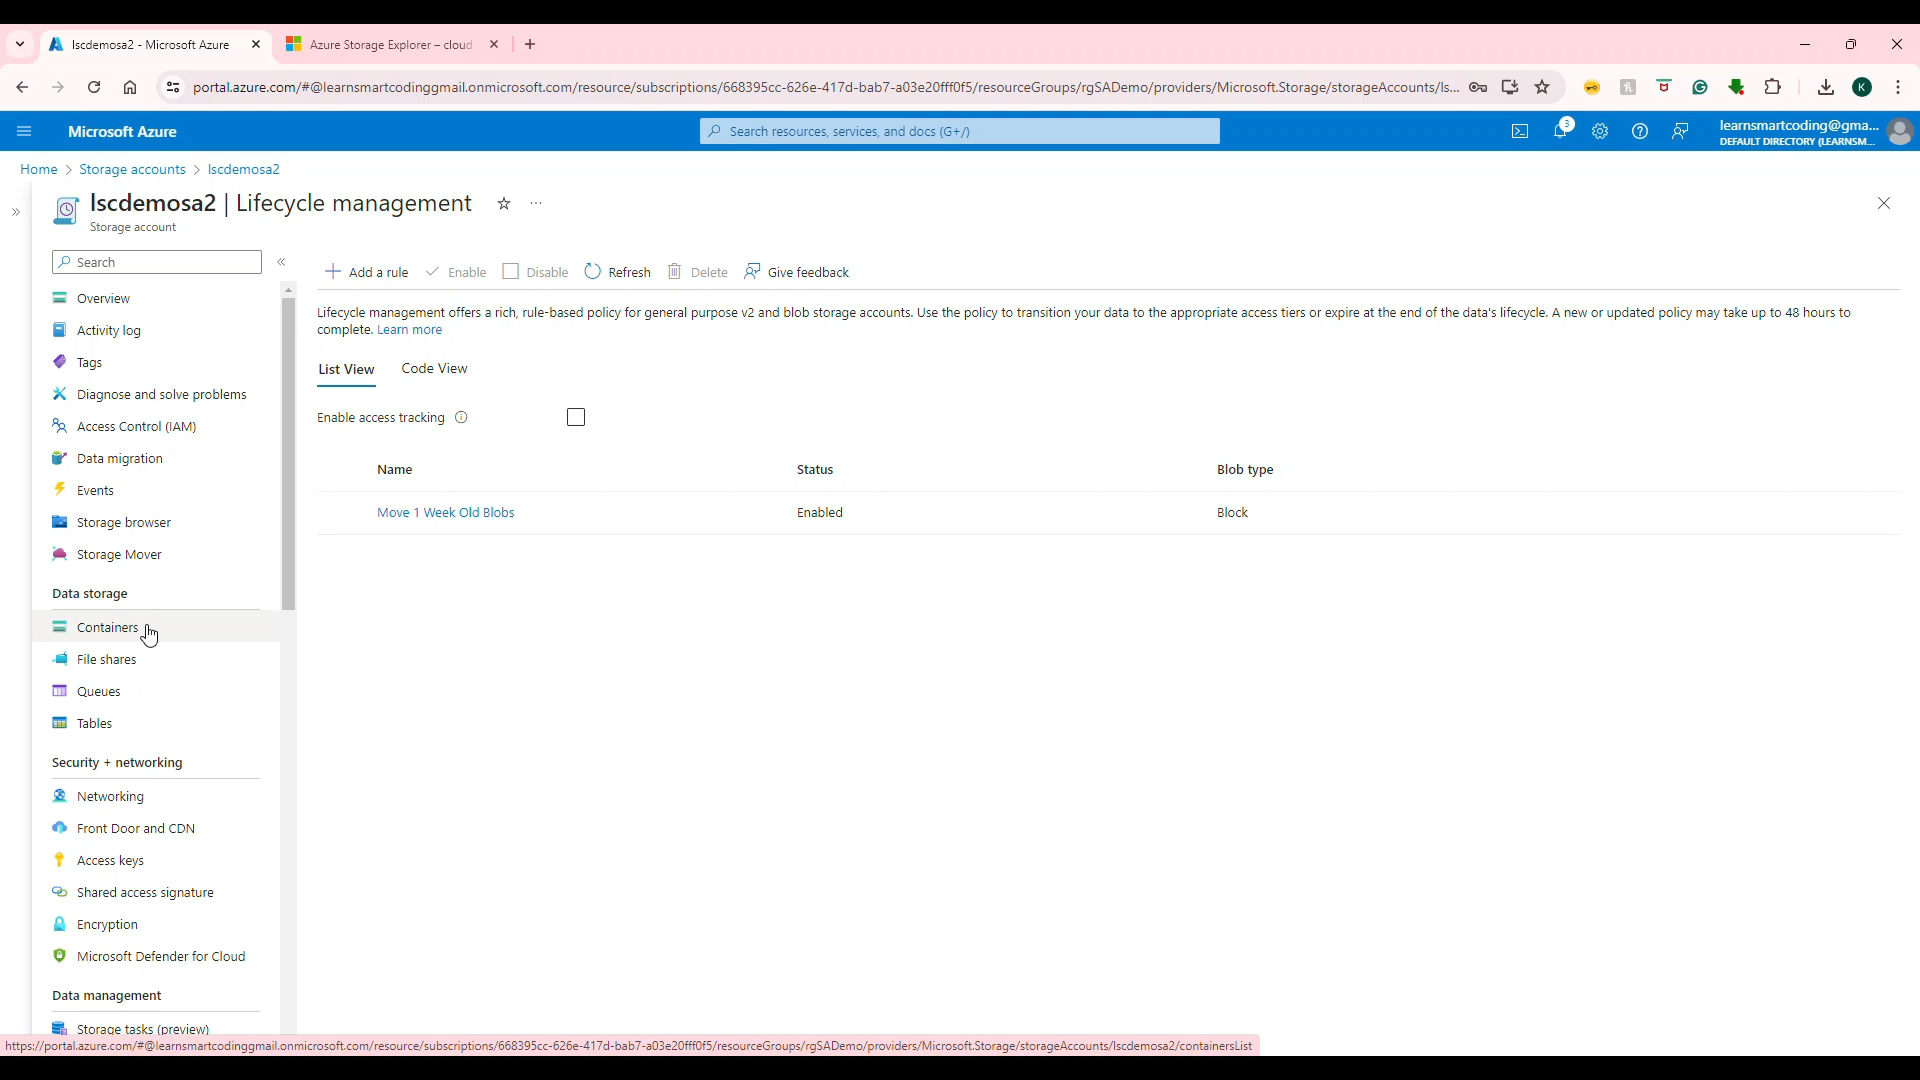 lscdemosa2 - Microsoft Azure
Azure Storage Explorer – cloud
portal.azure.com/#@learnsmartcodinggmail.onmicrosoft.com/resource/subscriptions/668395cc-626e-417d-bab7-a03e20fff0f5/resourceGroups/rgSADemo/providers/Microsoft.Storage/storageAccounts/ls...
K
Microsoft Azure
Search resources, services, and docs (G+/)
3
learnsmartcoding@gma...
DEFAULT DIRECTORY (LEARNSM...
Home > Storage accounts > lscdemosa2
lscdemosa2 | Lifecycle management
Storage account
Search
Overview
Activity log
Tags
Diagnose and solve problems
Access Control (IAM)
Data migration
Events
Storage browser
Storage Mover
Data storage
Containers
File shares
Queues
Tables
Security + networking
Networking
Front Door and CDN
Access keys
Shared access signature
Encryption
Microsoft Defender for Cloud
Data management
Storage tasks (preview)
Add a rule Enable Disable Refresh Delete Give feedback
Lifecycle management offers a rich, rule-based policy for general purpose v2 and blob storage accounts. Use the policy to transition your data to the appropriate access tiers or expire at the end of the data's lifecycle. A new or updated policy may take up to 48 hours to
complete. Learn more
List View Code View
Enable access tracking
Name Status Blob type
Move 1 Week Old Blobs Enabled Block
https://portal.azure.com/#@learnsmartcodinggmail.onmicrosoft.com/resource/subscriptions/668395cc-626e-417d-bab7-a03e20fff0f5/resourceGroups/rgSADemo/providers/Microsoft.Storage/storageAccounts/lscdemosa2/containersList